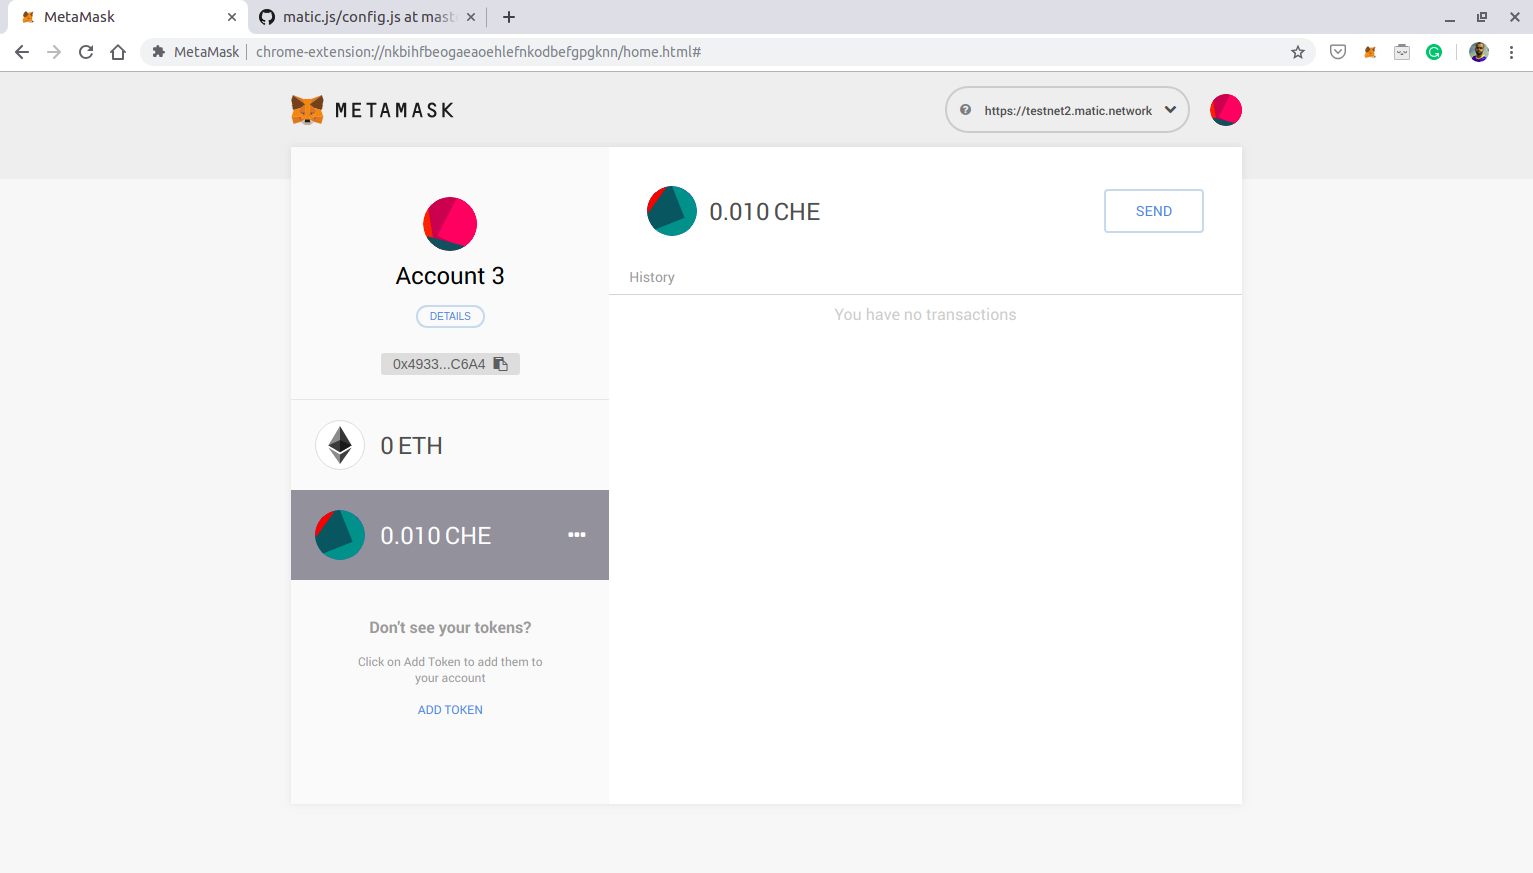 MetaMask
matic.js/config.js at mast
MetaMask
chrome-extension://nkbihfbeogaeaoehlefnkodbefgpgknn/home.html#
METAMASK
https://testnet2.matic.network
Account 3
DETAILS
0x4933...C6A4
0 ETH
0.010 CHE
Don't see your tokens?
Click on Add Token to add them to
your account
ADD TOKEN
0.010 CHE
SEND
History
You have no transactions